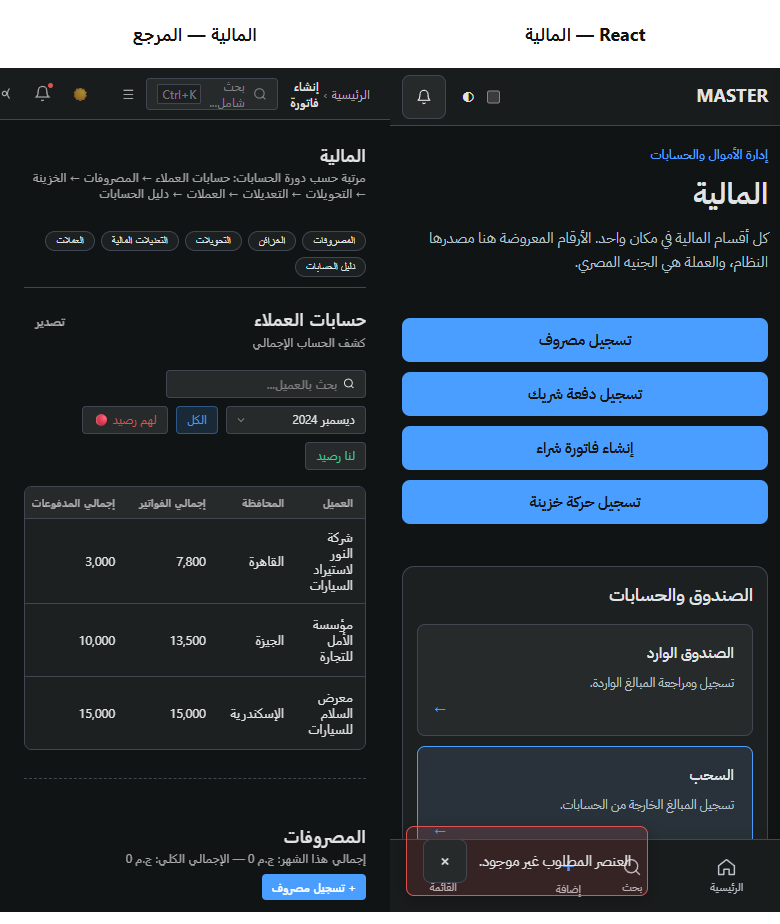 React — المالية
MASTER
إدارة الأموال والحسابات
المالية
كل أقسام المالية في مكان واحد. الأرقام المعروضة هنا مصدرها
النظام، والعملة هي الجنيه المصري.
تسجيل مصروف
تسجيل دفعة شريك
إنشاء فاتورة شراء
تسجيل حركة خزينة
الصندوق والحسابات
الصندوق الوارد
تسجيل ومراجعة المبالغ الواردة.
←
السحب
تسجيل المبالغ الخارجة من الحسابات.
←
العنصر المطلوب غير موجود.
×
الرئيسية
بحث
إضافة
القائمة
المالية — المرجع
الرئيسية › إنشاء فاتورة
بحث شامل... Ctrl+K
المالية
مرتبة حسب دورة الحسابات: حسابات العملاء ← المصروفات ← الخزينة
← التحويلات ← التعديلات ← العملات ← دليل الحسابات
المصروفات
الخزائن
التحويلات
التعديلات المالية
العملات
دليل الحسابات
حسابات العملاء
تصدير
كشف الحساب الإجمالي
بحث بالعميل...
ديسمبر 2024
الكل
لهم رصيد
لنا رصيد
العميل المحافظة إجمالي الفواتير إجمالي المدفوعات
شركة النور لاستيراد السيارات القاهرة 7,800 3,000
مؤسسة الأمل للتجارة الجيزة 13,500 10,000
معرض السلام للسيارات الإسكندرية 15,000 15,000
المصروفات
إجمالي هذا الشهر: ج.م 0 — الإجمالي الكلي: ج.م 0
+ تسجيل مصروف